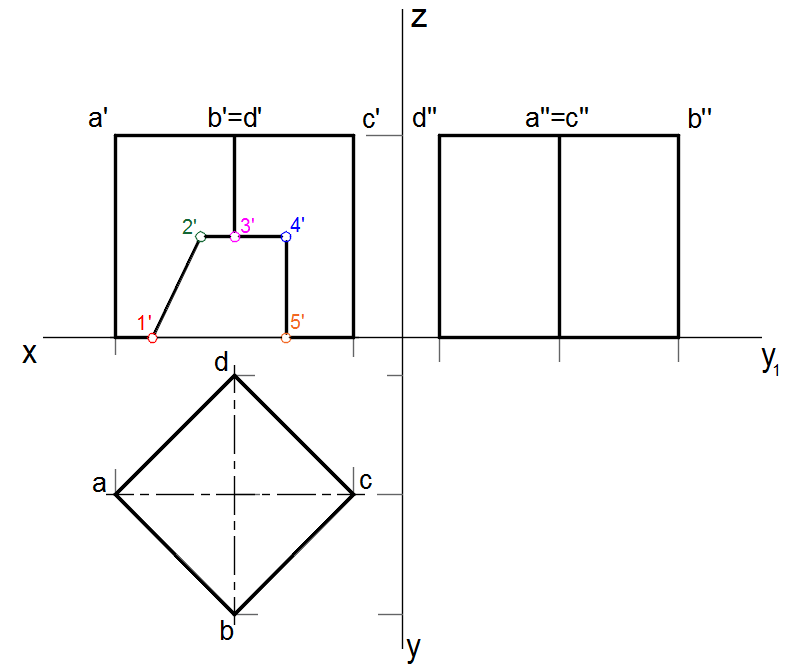 z
a' b'=d' c' d" a"=c" b"
2' 3' 4'
1' 5'
x y1
d
a c
b y